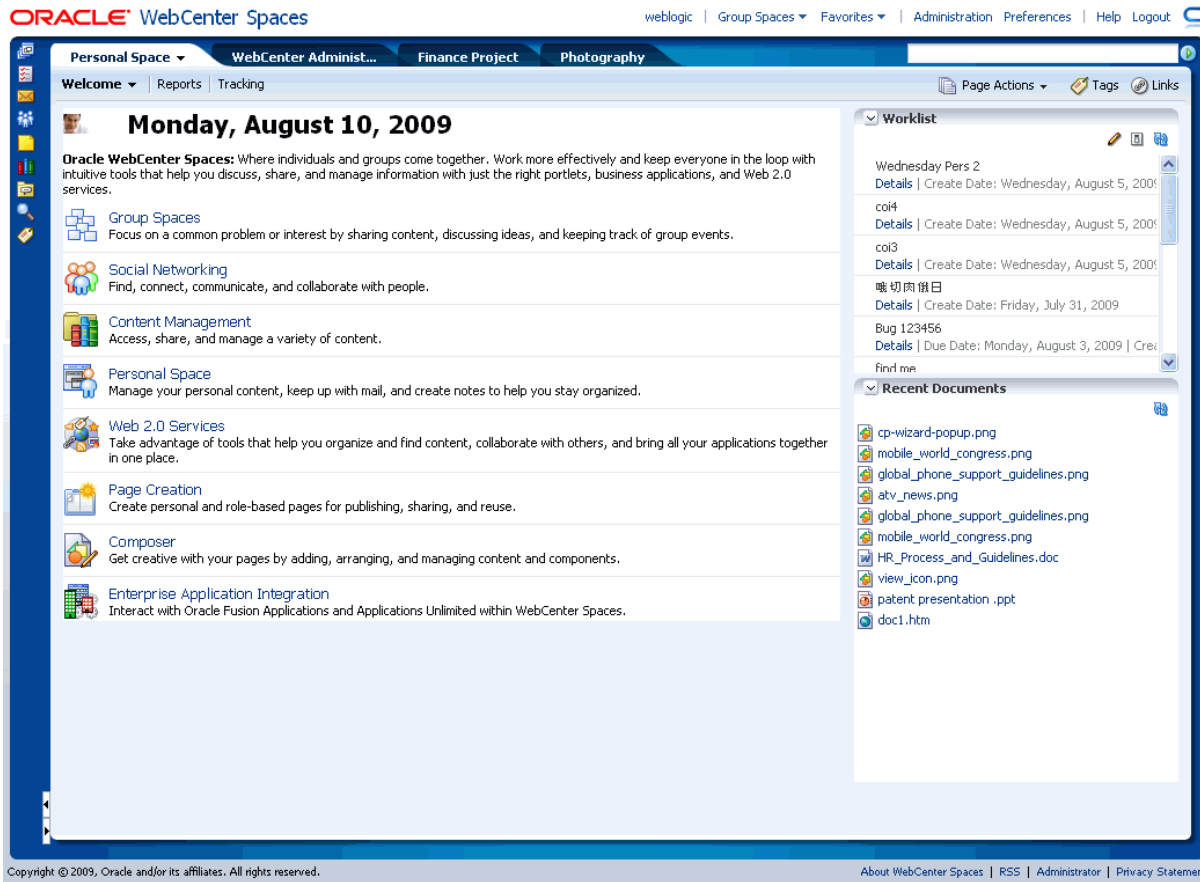 ORACLE WebCenter Spaces
weblogic | Group Spaces | Favorites | Administration Preferences | Help Logout
Personal Space
WebCenter Administ...
Finance Project
Photography
Welcome | Reports | Tracking
Page Actions
Tags
Links
Monday, August 10, 2009
Oracle WebCenter Spaces: Where individuals and groups come together. Work more effectively and keep everyone in the loop with
intuitive tools that help you discuss, share, and manage information with just the right portlets, business applications, and Web 2.0
services.
Group Spaces
Focus on a common problem or interest by sharing content, discussing ideas, and keeping track of group events.
Social Networking
Find, connect, communicate, and collaborate with people.
Content Management
Access, share, and manage a variety of content.
Personal Space
Manage your personal content, keep up with mail, and create notes to help you stay organized.
Web 2.0 Services
Take advantage of tools that help you organize and find content, collaborate with others, and bring all your applications together
in one place.
Page Creation
Create personal and role-based pages for publishing, sharing, and reuse.
Composer
Get creative with your pages by adding, arranging, and managing content and components.
Enterprise Application Integration
Interact with Oracle Fusion Applications and Applications Unlimited within WebCenter Spaces.
Worklist
Wednesday Pers 2
Details | Create Date: Wednesday, August 5, 2009
coi4
Details | Create Date: Wednesday, August 5, 2009
coi3
Details | Create Date: Wednesday, August 5, 2009
切肉俄日
Details | Create Date: Friday, July 31, 2009
Bug 123456
Details | Due Date: Monday, August 3, 2009 | Crea
find me
Recent Documents
cp-wizard-popup.png
mobile_world_congress.png
global_phone_support_guidelines.png
atv_news.png
global_phone_support_guidelines.png
mobile_world_congress.png
HR_Process_and_Guidelines.doc
view_icon.png
patent presentation .ppt
doc1.htm
Copyright © 2009, Oracle and/or its affiliates. All rights reserved.
About WebCenter Spaces | RSS | Administrator | Privacy Stateme